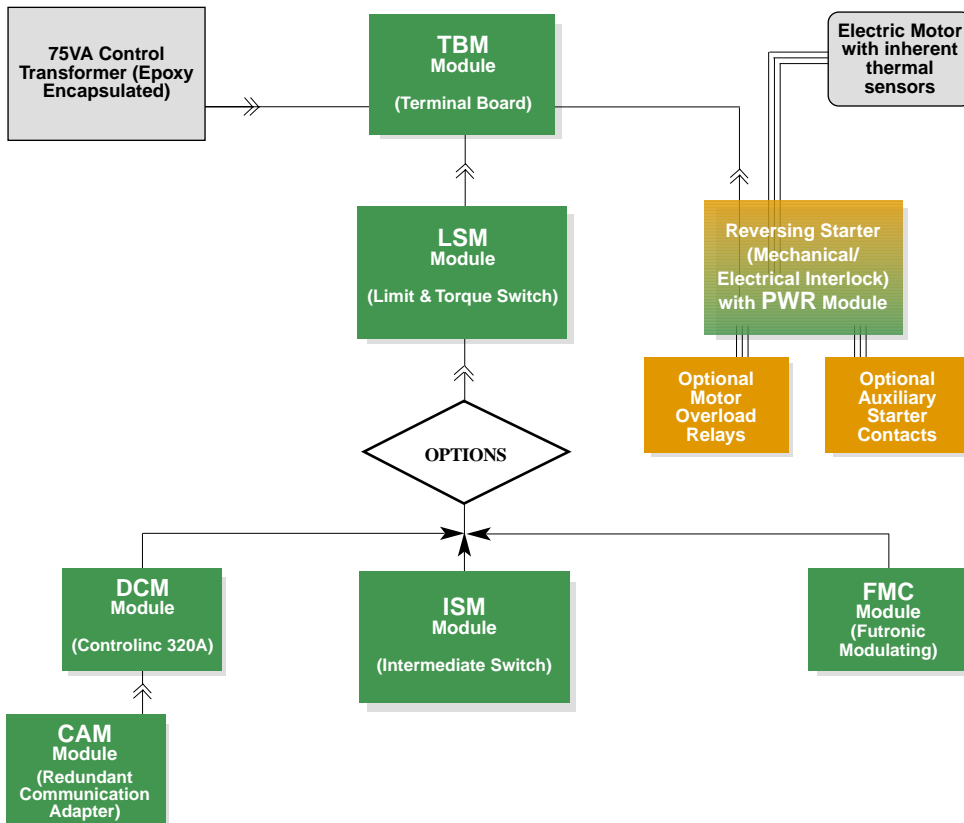 75VA Control
Transformer (Epoxy
Encapsulated)
TBM
Module
(Terminal Board)
Electric Motor
with inherent
thermal
sensors
LSM
Module
(Limit & Torque Switch)
Reversing Starter
(Mechanical/
Electrical Interlock)
with PWR Module
Optional
Motor
Overload
Relays
Optional
Auxiliary
Starter
Contacts
OPTIONS
DCM
Module
(Controlinc 320A)
ISM
Module
(Intermediate Switch)
FMC
Module
(Futronic
Modulating)
CAM
Module
(Redundant
Communication
Adapter)